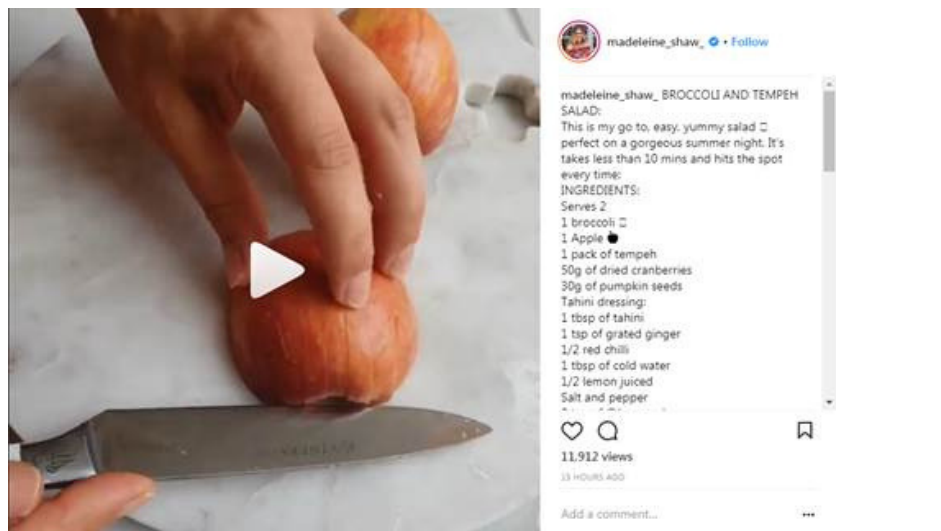 madeleine_shaw_ • Follow
madeleine_shaw_ BROCCOLI AND TEMPEH
SALAD:
This is my go to, easy. yummy salad
perfect on a gorgeous summer night. It's
takes less than 10 mins and hits the spot
every time:
INGREDIENTS:
Serves 2
1 broccoli
1 Apple
1 pack of tempeh
50g of dried cranberries
30g of pumpkin seeds
Tahini dressing:
1 tbsp of tahini
1 tsp of grated ginger
1/2 red chilli
1 tbsp of cold water
1/2 lemon juiced
Salt and pepper
11,912 views
15 HOURS AGO
Add a comment...